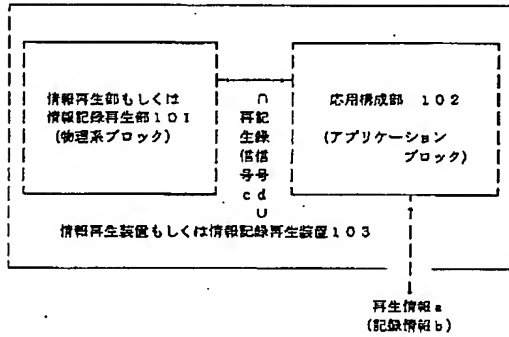 情報再生部もしくは
情報記録再生部101
(物理系ブロック)
再生信号c
(記録信号d)
応用構成部 102
(アプリケーション
ブロック)
情報再生装置もしくは情報記録再生装置103
再生情報a
(記録情報b)